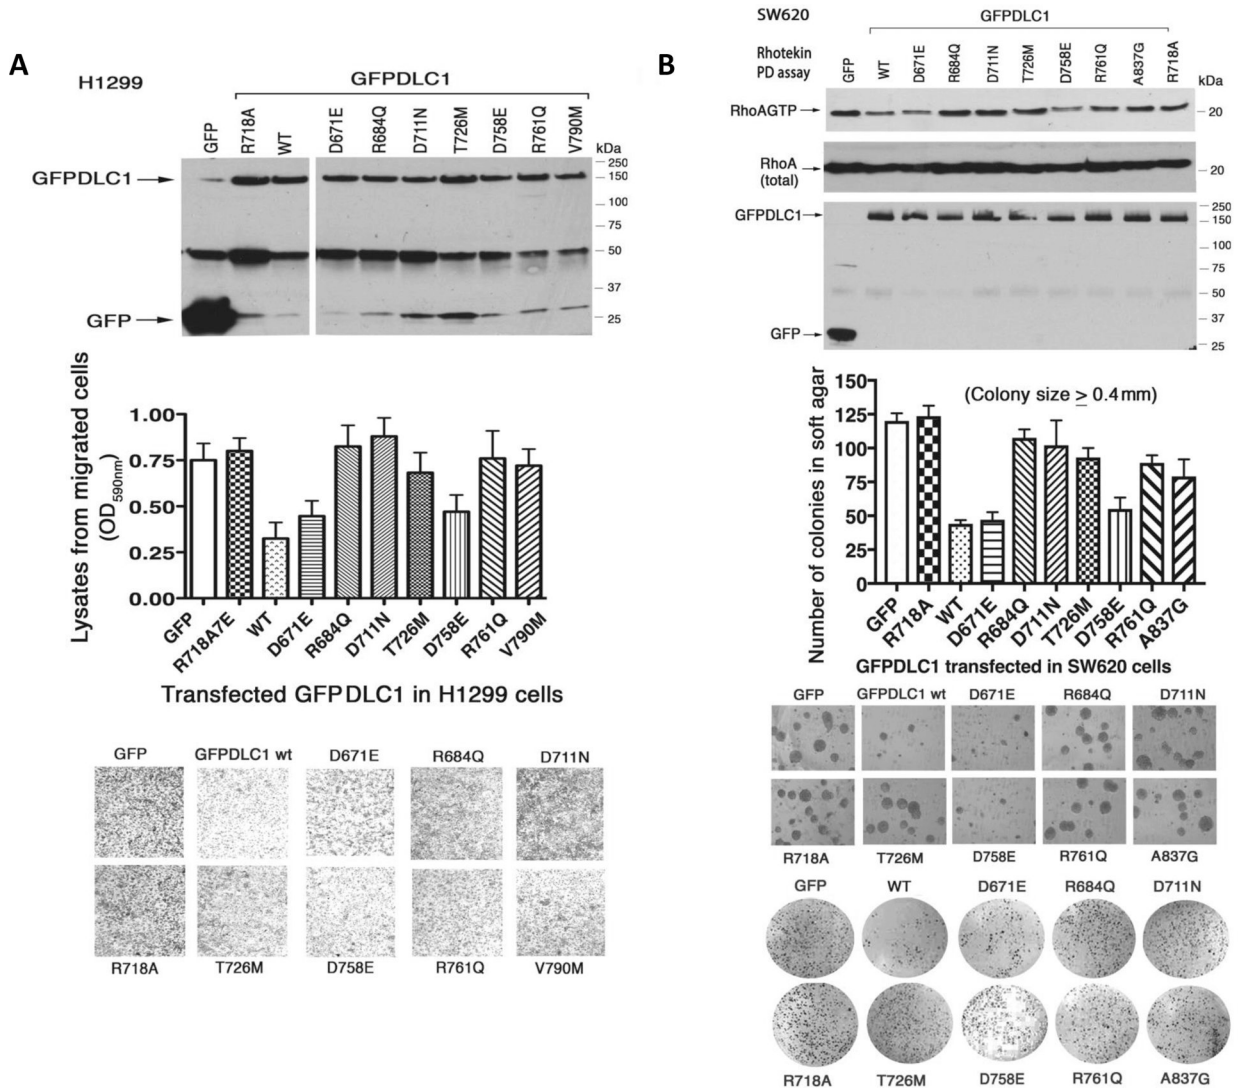 A
H1299
GFPDLC1
GFP
R718A
WT
D671E
R684Q
D711N
T726M
D758E
R761Q
V790M
kDa
GFPDLC1
250
150
100
75
50
37
GFP
25
Lysates from migrated cells
(OD590nm)
1.00
0.75
0.50
0.25
0.00
GFP
R718A7E
WT
D671E
R684Q
D711N
T726M
D758E
R761Q
V790M
Transfected GFPDLC1 in H1299 cells
GFP GFPDLC1 wt D671E R684Q D711N
R718A T726M D758E R761Q V790M
B
SW620
GFPDLC1
Rhotekin
PD assay
GFP
WT
D671E
R684Q
D711N
T726M
D758E
R761Q
A837G
R718A
kDa
RhoAGTP
20
RhoA
(total)
20
GFPDLC1
250
150
100
75
50
37
GFP
25
Number of colonies in soft agar
(Colony size ≥ 0.4mm)
150
125
100
75
50
25
0
GFP
R718A
WT
D671E
R684Q
D711N
T726M
D758E
R761Q
A837G
GFPDLC1 transfected in SW620 cells
GFP GFPDLC1 wt D671E R684Q D711N
R718A T726M D758E R761Q A837G
GFP WT D671E R684Q D711N
R718A T726M D758E R761Q A837G